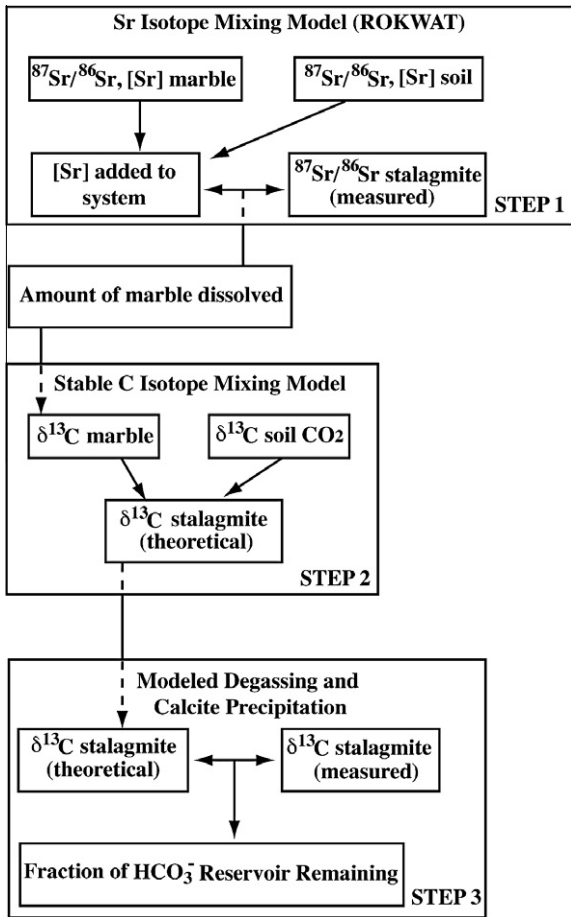 Sr Isotope Mixing Model (ROKWAT)
⁸⁷Sr/⁸⁶Sr, [Sr] marble
⁸⁷Sr/⁸⁶Sr, [Sr] soil
[Sr] added to
system
⁸⁷Sr/⁸⁶Sr stalagmite
(measured)
STEP 1
Amount of marble dissolved
Stable C Isotope Mixing Model
δ¹³C marble
δ¹³C soil CO₂
δ¹³C stalagmite
(theoretical)
STEP 2
Modeled Degassing and
Calcite Precipitation
δ¹³C stalagmite
(theoretical)
δ¹³C stalagmite
(measured)
Fraction of HCO₃⁻ Reservoir Remaining
STEP 3